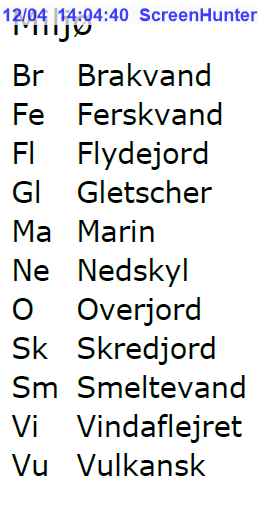 12/04 14:04:40 ScreenHunter
Miljø
Br Brakvand
Fe Ferskvand
Fl Flydejord
Gl Gletscher
Ma Marin
Ne Nedskyl
O Overjord
Sk Skredjord
Sm Smeltevand
Vi Vindaflejret
Vu Vulkansk